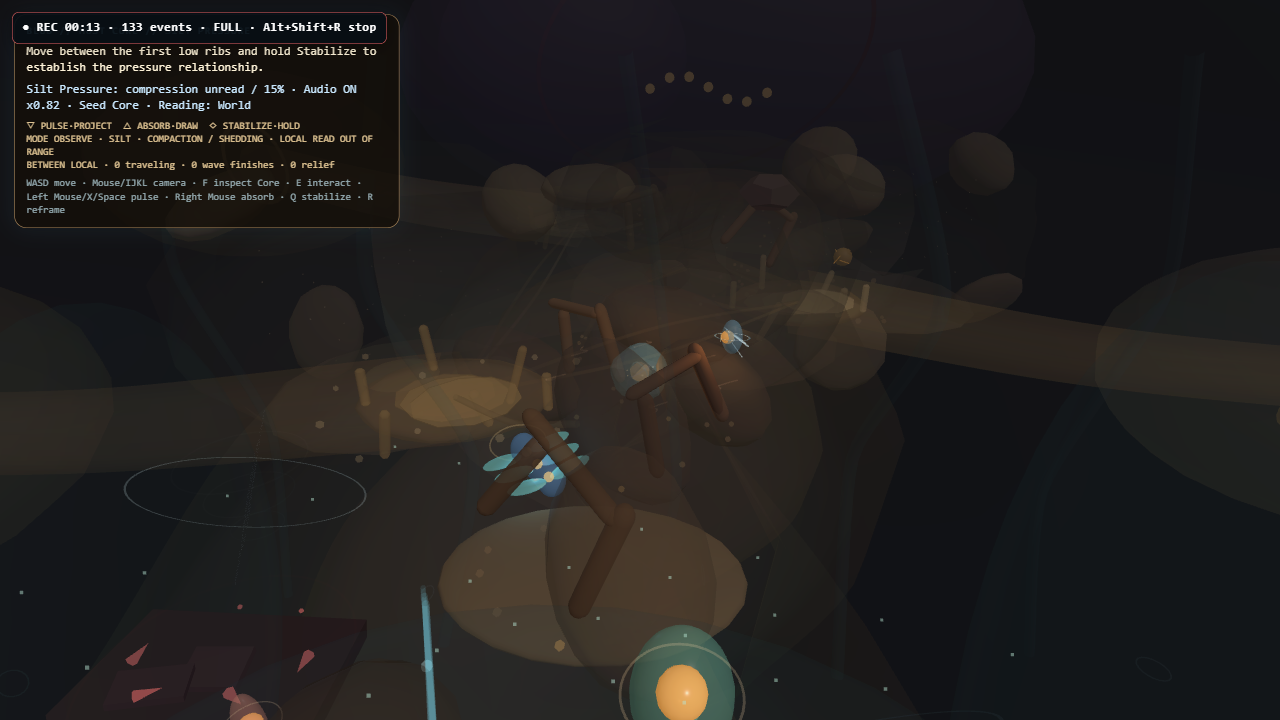 ● REC 00:13 · 133 events · FULL · Alt+Shift+R stop
Move between the first low ribs and hold Stabilize to
establish the pressure relationship.
Silt Pressure: compression unread / 15% · Audio ON
x0.82 · Seed Core · Reading: World
▽ PULSE·PROJECT △ ABSORB·DRAW ◇ STABILIZE·HOLD
MODE OBSERVE · SILT · COMPACTION / SHEDDING · LOCAL READ OUT OF
RANGE
BETWEEN LOCAL · 0 traveling · 0 wave finishes · 0 relief
WASD move · Mouse/IJKL camera · F inspect Core · E interact ·
Left Mouse/X/Space pulse · Right Mouse absorb · Q stabilize · R
reframe